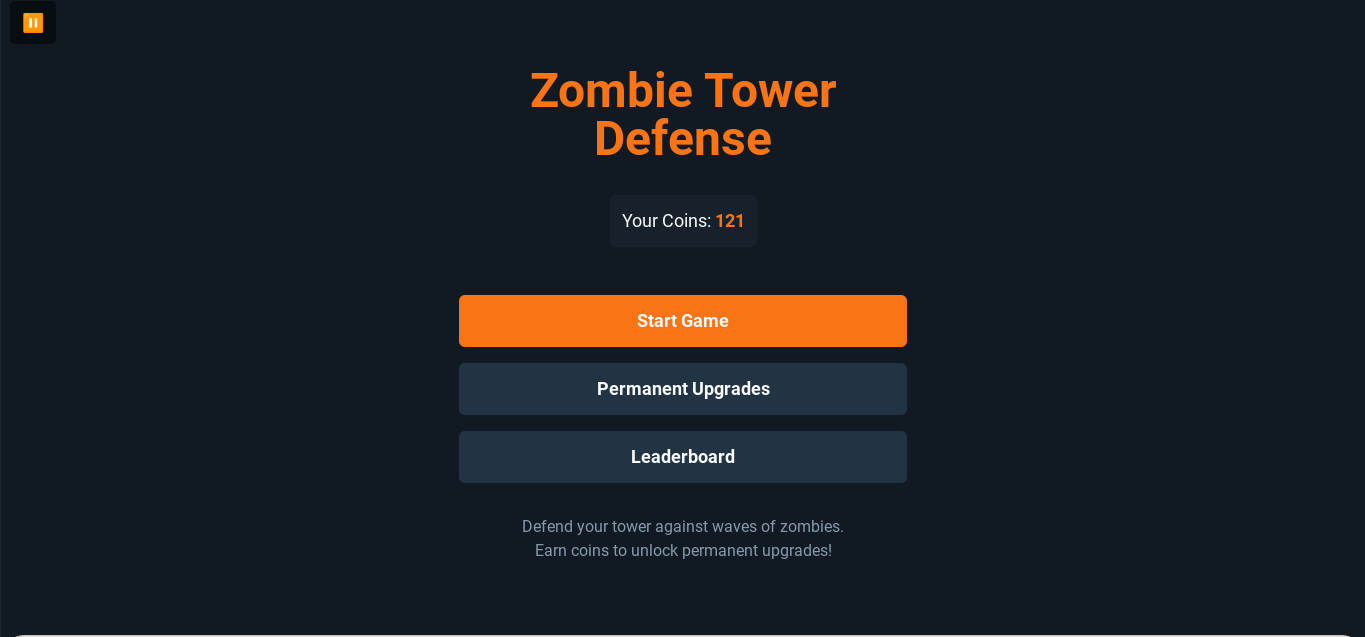 Zombie Tower
Defense
Your Coins: 121
Start Game
Permanent Upgrades
Leaderboard
Defend your tower against waves of zombies.
Earn coins to unlock permanent upgrades!